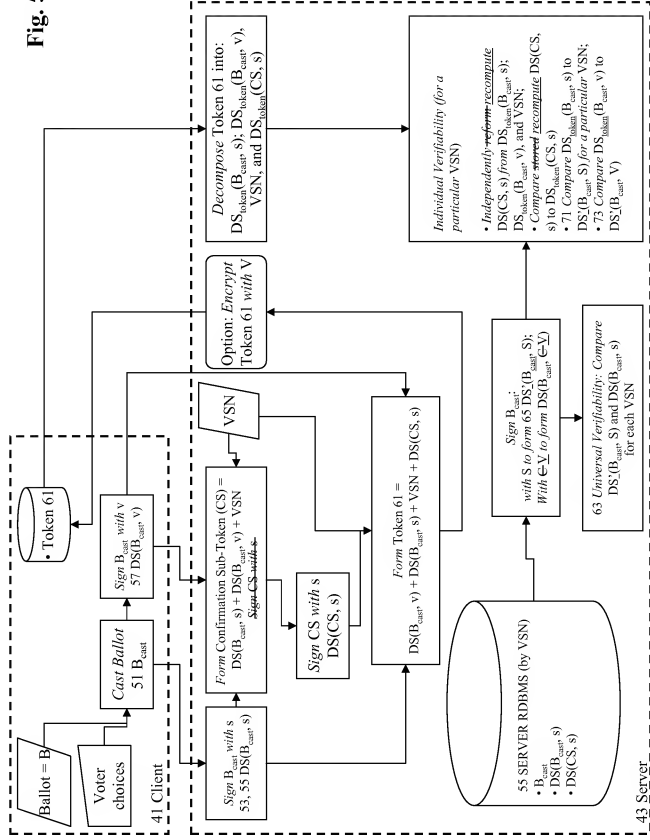 Fig.
Ballot = B
Voter
choices
41 Client
Cast Ballot
51 B_cast
Sign B_cast with v
57 DS(B_cast, v)
• Token 61
Sign B_cast with s
53, 55 DS(B_cast, s)
Form Confirmation Sub-Token (CS) =
DS(B_cast, s) + DS(B_cast, v) + VSN
Sign CS with s
VSN
Sign CS with s
DS(CS, s)
Form Token 61 =
DS(B_cast, v) + DS(B_cast, s) + VSN + DS(CS, s)
Option: Encrypt
Token 61 with V
Decompose Token 61 into:
DS_token(B_cast, s); DS_token(B_cast, v),
VSN, and DS_token(CS, s)
Individual Verifiability (for a
particular VSN)
• Independently reform recompute
DS(CS, s) from DS_token(B_cast, s);
DS_token(B_cast, v), and VSN;
• Compare stored recompute DS(CS,
s) to DS_token(CS, s)
• 71 Compare DS_token(B_cast, s) to
DS'(B_cast, S) for a particular VSN;
• 73 Compare DS_token(B_cast, v) to
DS'(B_cast, V)
55 SERVER RDBMS (by VSN)
• B_cast
• DS(B_cast, s)
• DS(CS, s)
Sign B_cast:
with S to form 65 DS'(B_cast, S);
With C V to form DS(B_cast, C V)
63 Universal Verifiability: Compare
DS'(B_cast, S) and DS(B_cast, s)
for each VSN
43 Server